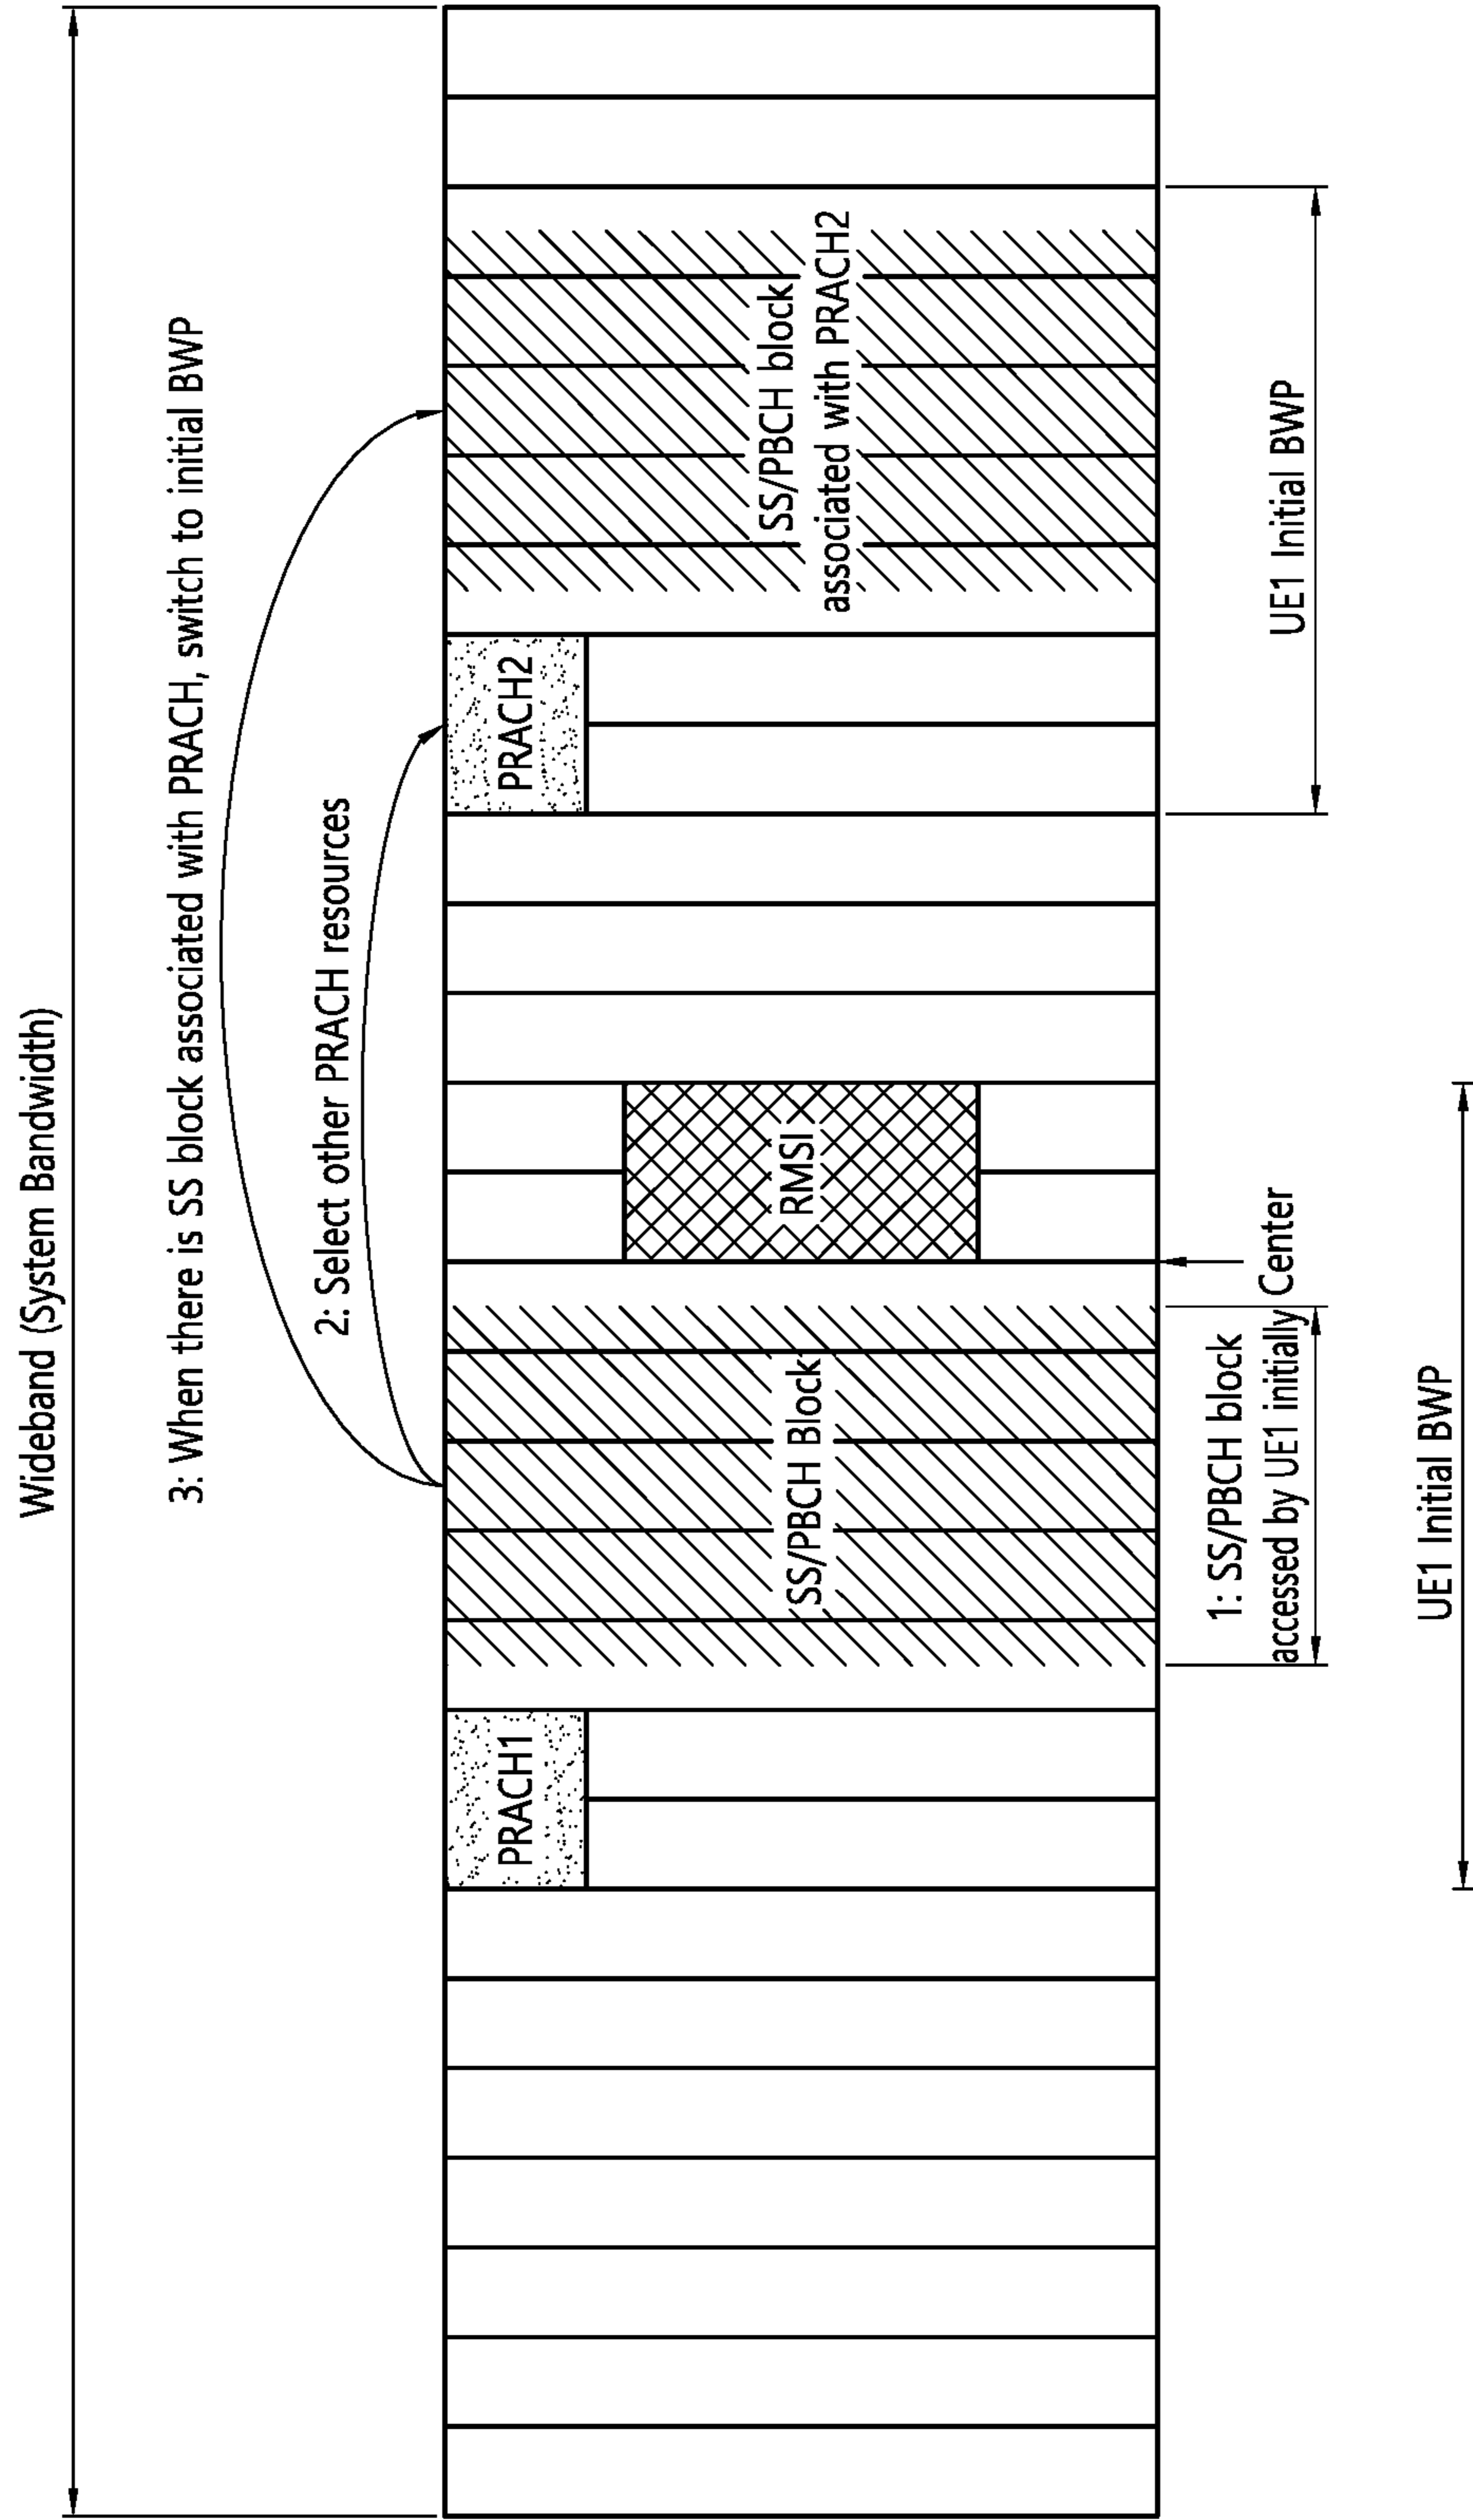 Wideband (System Bandwidth)
3: When there is SS block associated with PRACH, switch to initial BWP
2: Select other PRACH resources
PRACH1
SS/PBCH Block
RMSI
PRACH2
SS/PBCH block
associated with PRACH2
Center
1: SS/PBCH block
accessed by UE1 initially
UE1 Initial BWP
UE1 Initial BWP